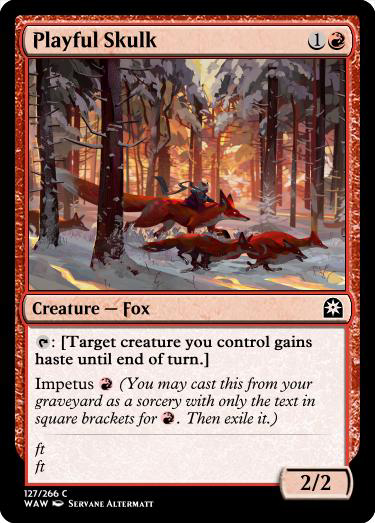 Playful Skulk 1
: [Target creature you control gains
haste until end of turn.]
Impetus (You may cast this from your
graveyard as a sorcery with only the text in
square brackets for . Then exile it.)
ft
ft
Creature — Fox
2/2
127/266 C
WAW SERVANE ALTERMATT